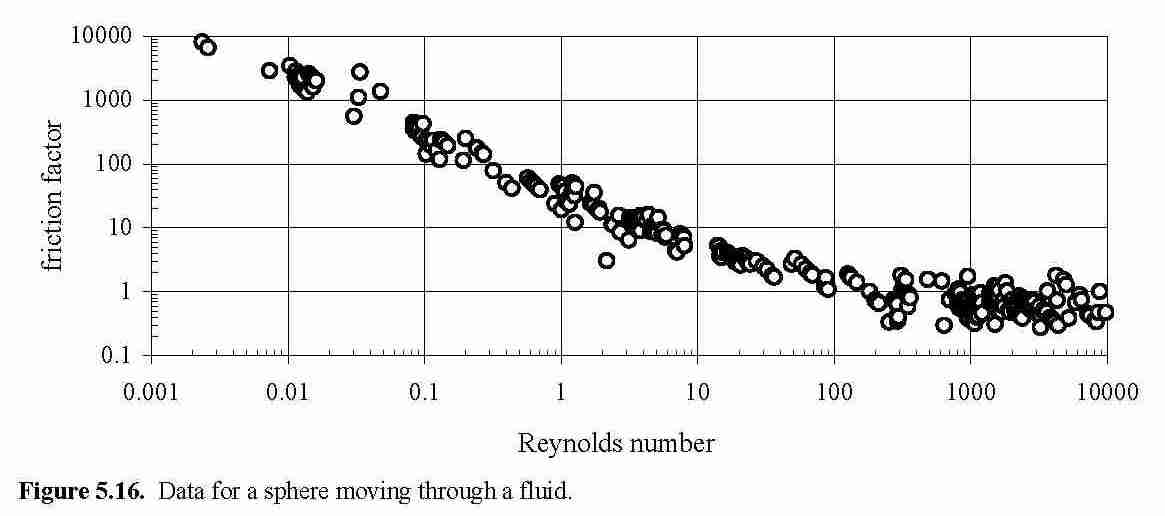 10000
1000
100
10
1
0.1
friction factor
0.001 0.01 0.1 1 10 100 1000 10000
Reynolds number
Figure 5.16. Data for a sphere moving through a fluid.